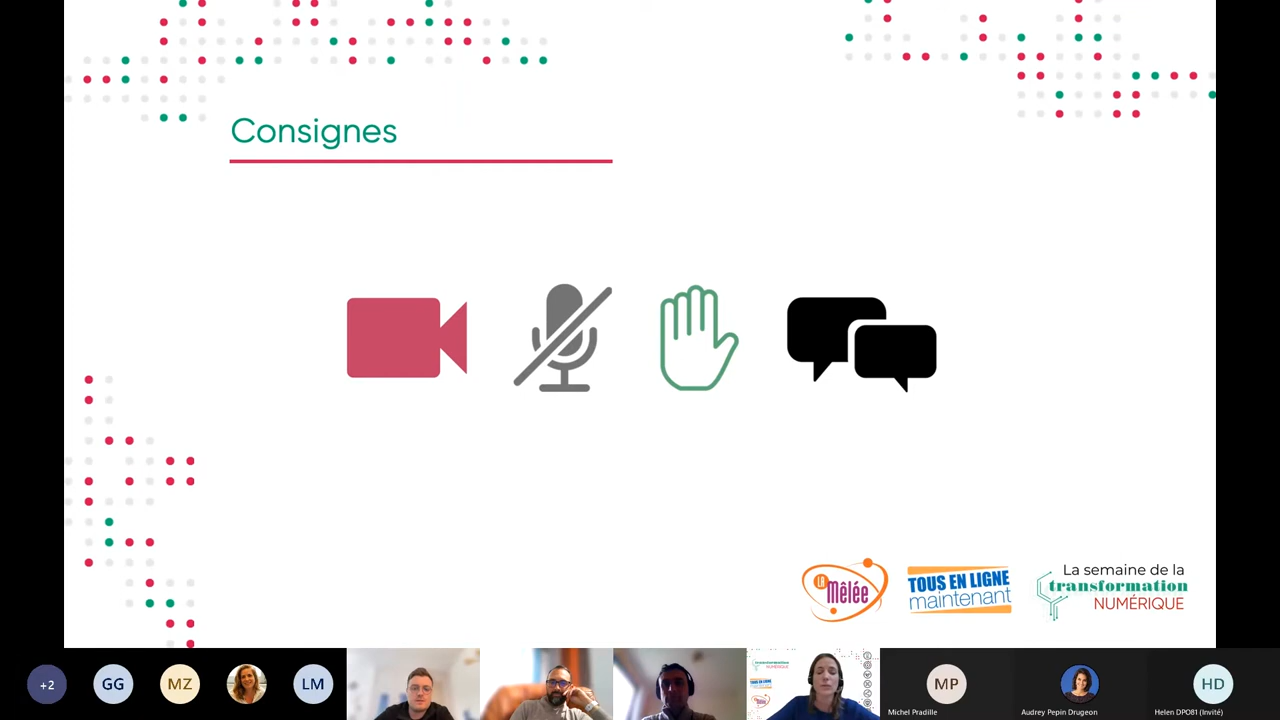 Consignes
LA
Mêlée
TOUS EN LIGNE
maintenant
La semaine de la
transformation
NUMÉRIQUE
+2
GG
MZ
LM
MP
HD
Michel Pradille
Audrey Pepin Drugeon
Helen DPO81 (Invité)